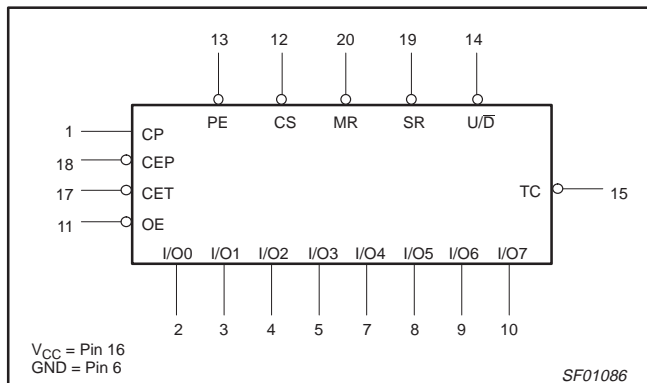 13 12 20 19 14
PE CS MR SR U/D̅
1 CP
18 CEP
17 CET TC 15
11 OE
I/O0 I/O1 I/O2 I/O3 I/O4 I/O5 I/O6 I/O7
2 3 4 5 7 8 9 10
VCC = Pin 16
GND = Pin 6
SF01086